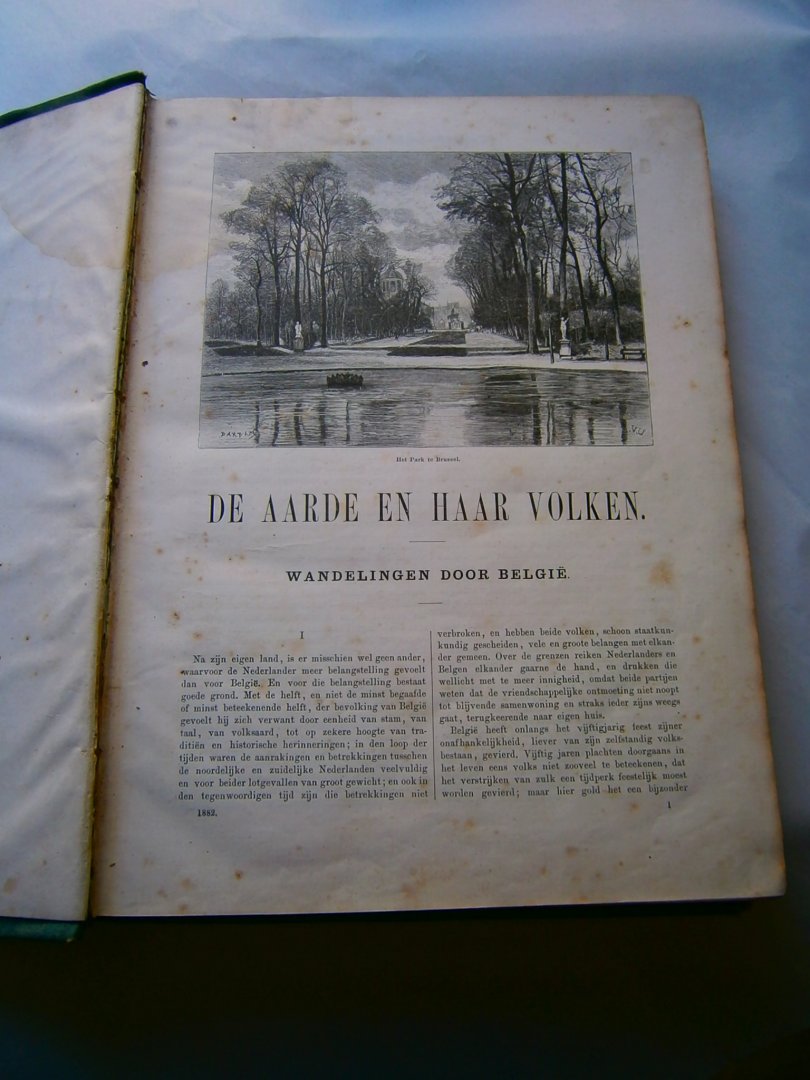 Het Park te Brussel.
DE AARDE EN HAAR VOLKEN.
WANDELINGEN DOOR BELGIË.
I
Na zijn eigen land, is er misschien wel geen ander,
waarvoor de Nederlander meer belangstelling gevoelt
dan voor België. En voor die belangstelling bestaat
goede grond. Met de helft, en niet de minst begaafde
of minst beteekenende helft, der bevolking van België
gevoelt hij zich verwant door eenheid van stam, van
taal, van volksaard, tot op zekere hoogte van tra-
ditiën en historische herinneringen; in den loop der
tijden waren de aanrakingen en betrekkingen tusschen
de noordelijke en zuidelijke Nederlanden veelvuldig
en voor beider lotgevallen van groot gewicht; en ook in
den tegenwoordigen tijd zijn die betrekkingen niet
1882.
verbroken, en hebben beide volken, schoon staatkun-
kundig gescheiden, vele en groote belangen met elkan-
der gemeen. Over de grenzen reiken Nederlanders en
Belgen elkander gaarne de hand, en drukken die
wellicht met te meer innigheid, omdat beide partijen
weten dat de vriendschappelijke ontmoeting niet noopt
tot blijvende samenwoning en straks ieder zijns weegs
gaat, terugkeerende naar eigen huis.
België heeft onlangs het vijftigjarig feest zijner
onafhankelijkheid, liever van zijn zelfstandig volks-
bestaan, gevierd. Vijftig jaren plachten doorgaans in
het leven eens volks niet zooveel te beteekenen, dat
het verstrijken van zulk een tijdperk feestelijk moest
worden gevierd; maar hier gold het een bijzonder
1